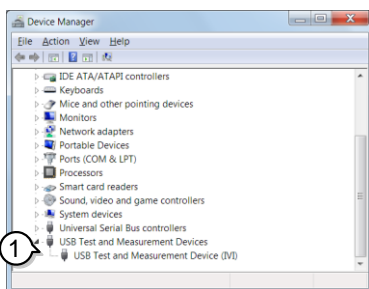 Device Manager
File Action View Help
IDE ATA/ATAPI controllers
Keyboards
Mice and other pointing devices
Monitors
Network adapters
Portable Devices
Ports (COM & LPT)
Processors
Smart card readers
Sound, video and game controllers
System devices
Universal Serial Bus controllers
USB Test and Measurement Devices
1
USB Test and Measurement Device (IVI)